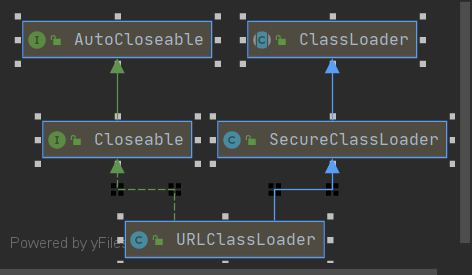 I AutoCloseable
C ClassLoader
I Closeable
C SecureClassLoader
C URLClassLoader
Powered by yFiles